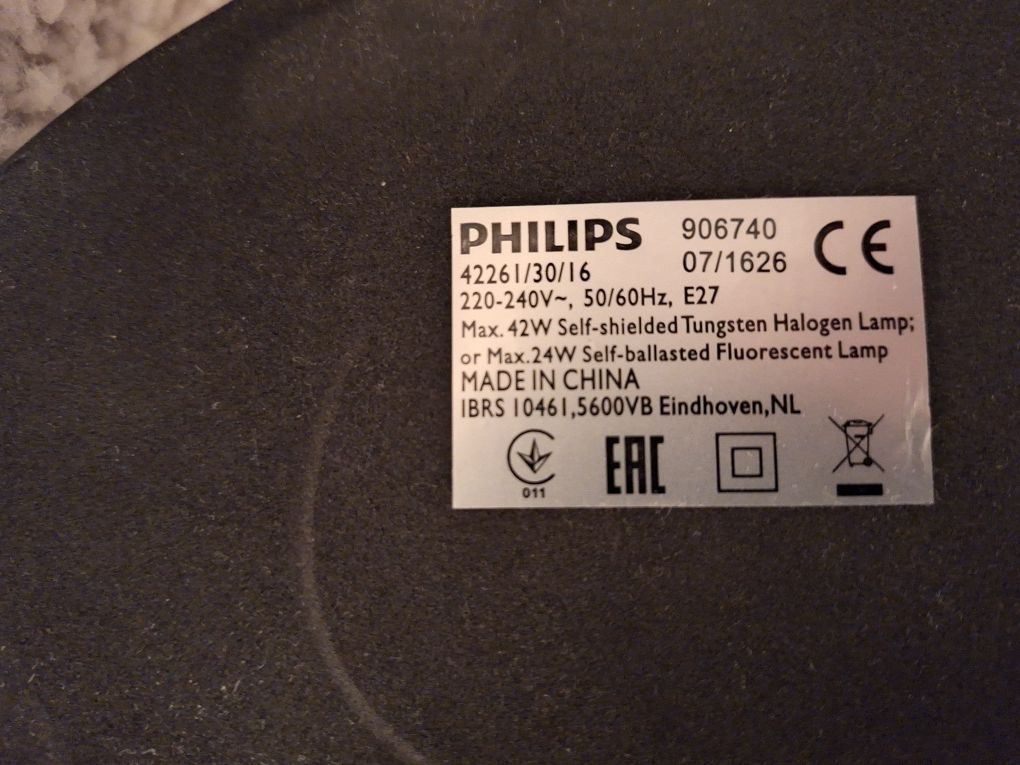 PHILIPS 906740 CE
42261/30/16 07/1626
220-240V~, 50/60Hz, E27
Max. 42W Self-shielded Tungsten Halogen Lamp;
or Max.24W Self-ballasted Fluorescent Lamp
MADE IN CHINA
IBRS 10461,5600VB Eindhoven,NL
EAC
011